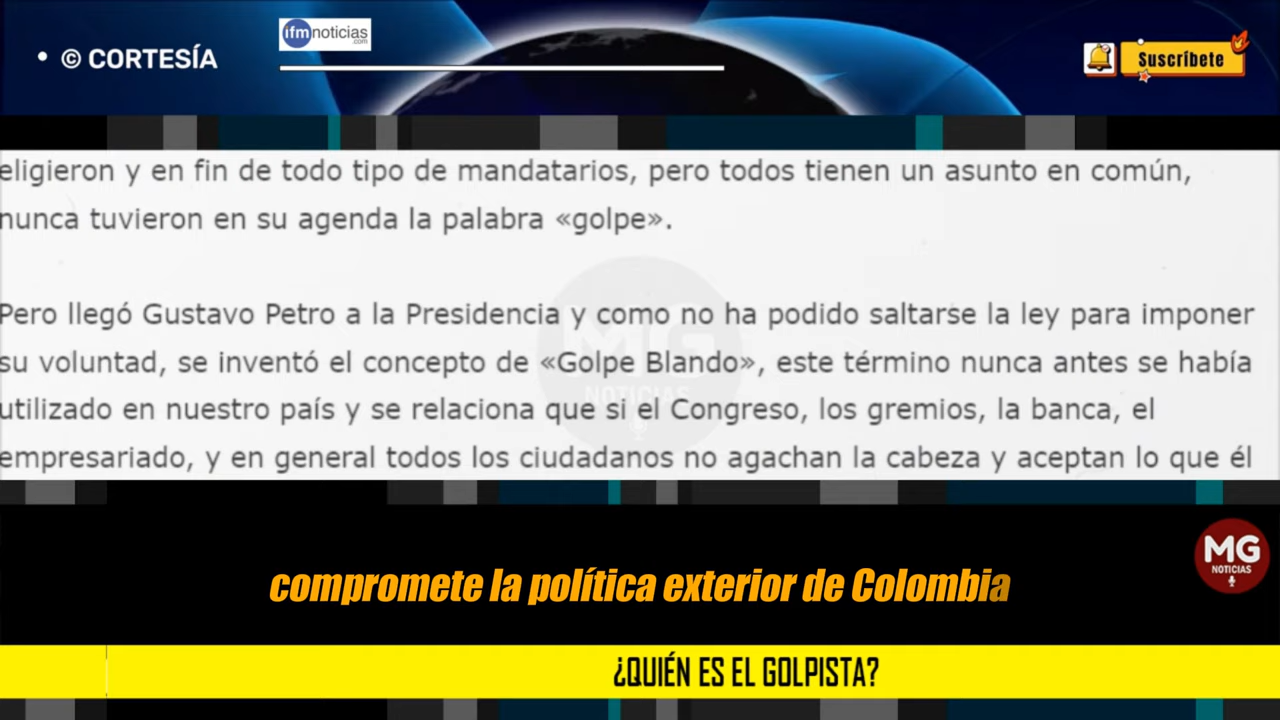 • © CORTESÍA
ifmnoticias
.com
Suscríbete
eligieron y en fin de todo tipo de mandatarios, pero todos tienen un asunto en común,
nunca tuvieron en su agenda la palabra «golpe».
Pero llegó Gustavo Petro a la Presidencia y como no ha podido saltarse la ley para imponer
su voluntad, se inventó el concepto de «Golpe Blando», este término nunca antes se había
utilizado en nuestro país y se relaciona que si el Congreso, los gremios, la banca, el
empresariado, y en general todos los ciudadanos no agachan la cabeza y aceptan lo que él
MG
NOTICIAS
compromete la política exterior de Colombia
MG
NOTICIAS
¿QUIÉN ES EL GOLPISTA?